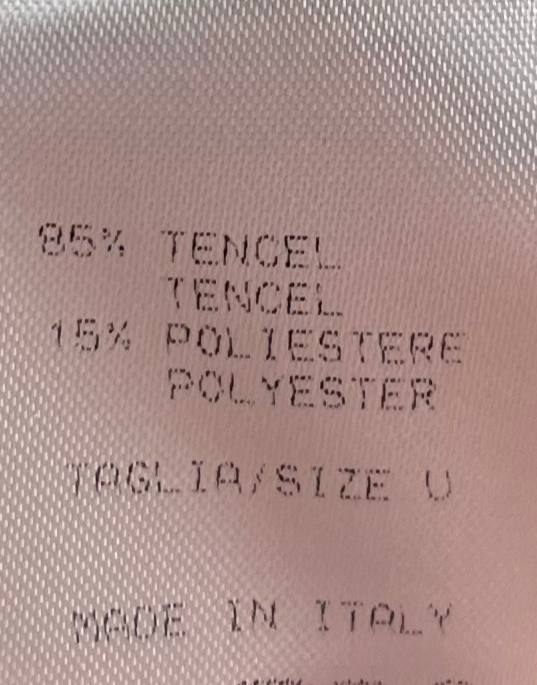 85% TENCEL
TENCEL
15% POLIESTERE
POLYESTER
TAGLIA/SIZE U
MADE IN ITALY